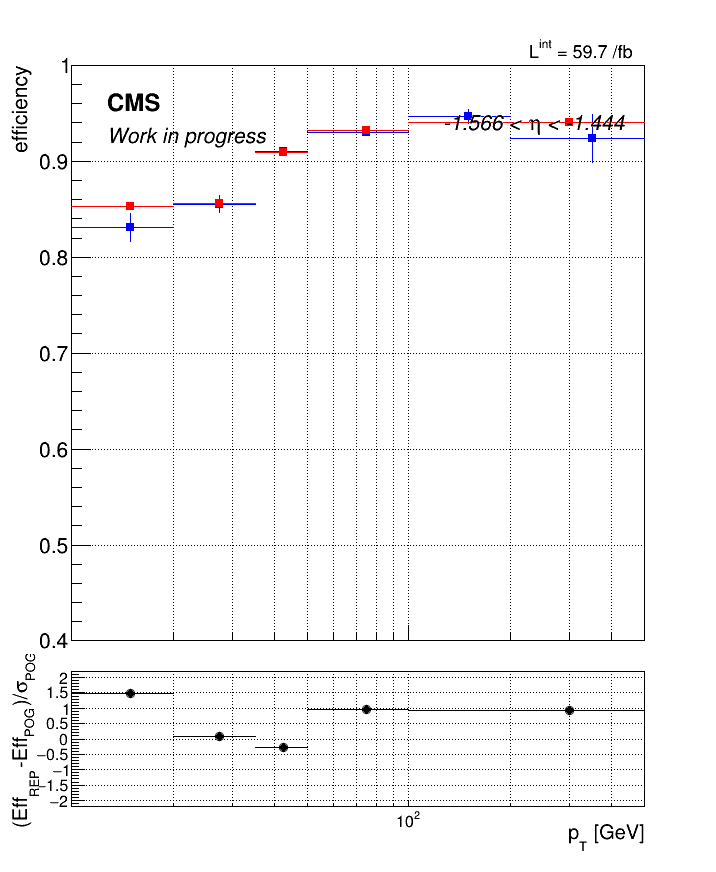 L^int = 59.7 /fb
efficiency
CMS
Work in progress
-1.566 < η < -1.444
1
0.9
0.8
0.7
0.6
0.5
0.4
(Eff_REP -Eff_POG)/σ_POG
2
1.5
1
0.5
0
−0.5
−1
−1.5
−2
10^2
p_T [GeV]